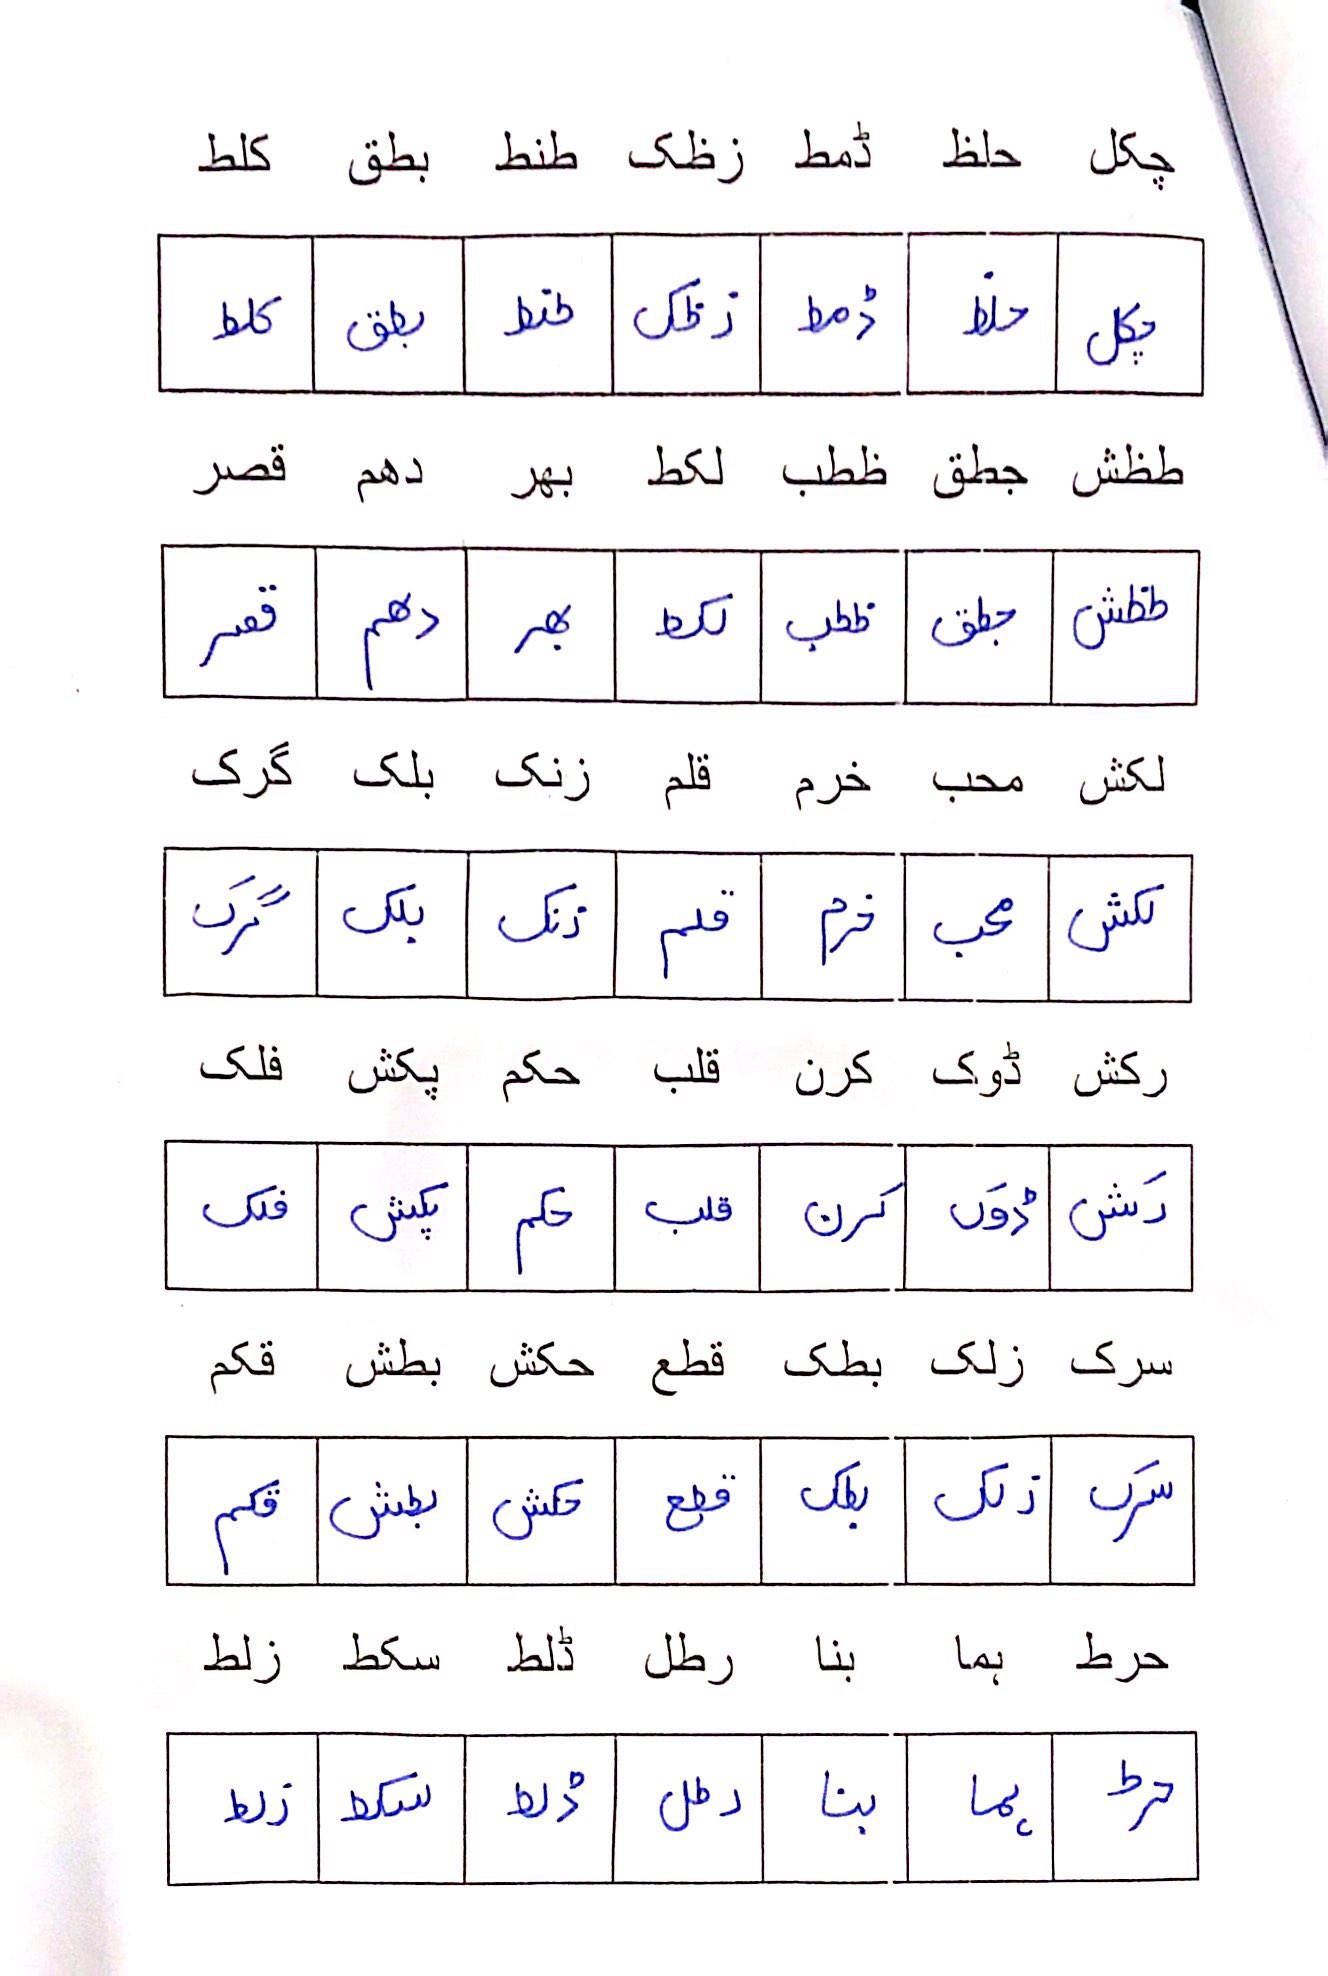 چکل حلظ ڈمط زظک طنط بطق کلط
چکل حلظ ڈمط زظک طنط بطق کلط
طظش جطق ظطب لکط بہر دھم قصر
طظش جطق ظطب لکط بھر دھم قصر
لکش محب خرم قلم زنک بلک گرک
لکش محب خرم قلم زنک بلک گرک
رکش ڈوک کرن قلب حکم پکش فلک
رکش ڈوک کرن قلب حکم پکش فلک
سرک زلک بطک قطع حکش بطش قکم
سرک زلک بطک قطع حکش بطش قکم
حرط ہما بنا رطل ڈلط سکط زلط
حرط ہما بنا رطل ڈلط سکط زلط